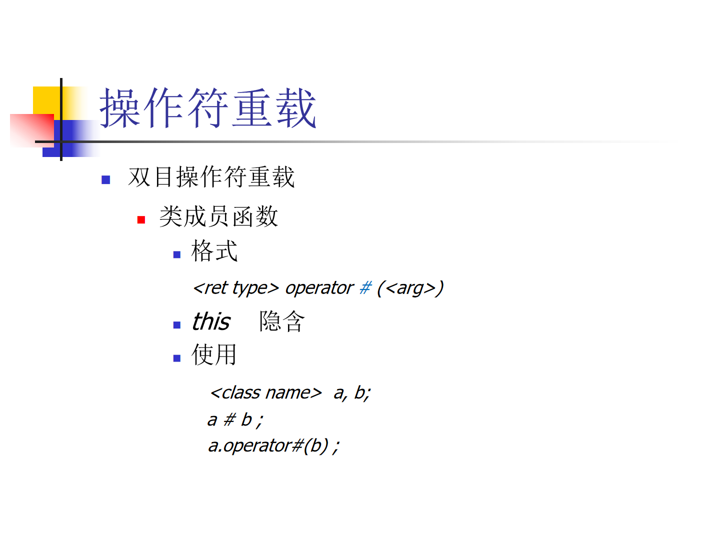 操作符重载
双目操作符重载
类成员函数
格式
<ret type> operator # (<arg>)
this 隐含
使用
<class name> a, b;
a # b ;
a.operator#(b) ;